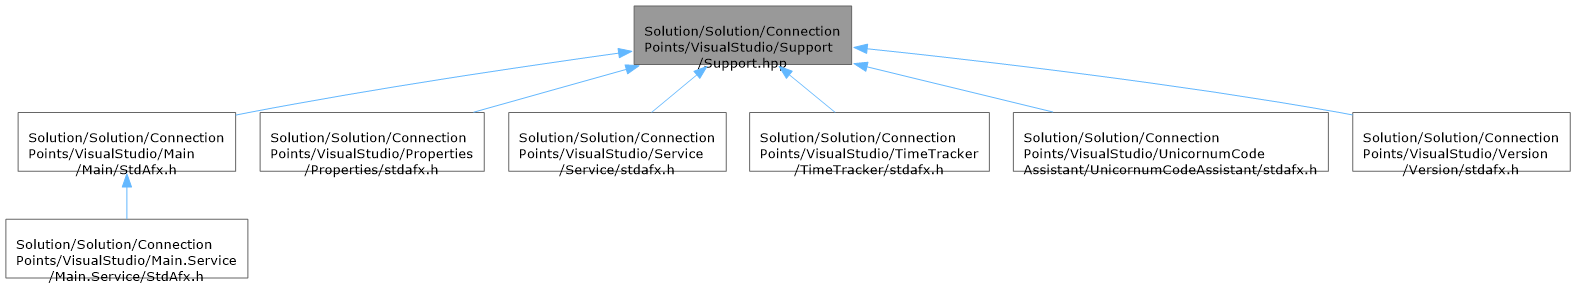 Solution/Solution/Connection
Points/VisualStudio/Support
/Support.hpp
Solution/Solution/Connection
Points/VisualStudio/Main
/Main/StdAfx.h
Solution/Solution/Connection
Points/VisualStudio/Properties
/Properties/stdafx.h
Solution/Solution/Connection
Points/VisualStudio/Service
/Service/stdafx.h
Solution/Solution/Connection
Points/VisualStudio/TimeTracker
/TimeTracker/stdafx.h
Solution/Solution/Connection
Points/VisualStudio/UnicornumCode
Assistant/UnicornumCodeAssistant/stdafx.h
Solution/Solution/Connection
Points/VisualStudio/Version
/Version/stdafx.h
Solution/Solution/Connection
Points/VisualStudio/Main.Service
/Main.Service/StdAfx.h